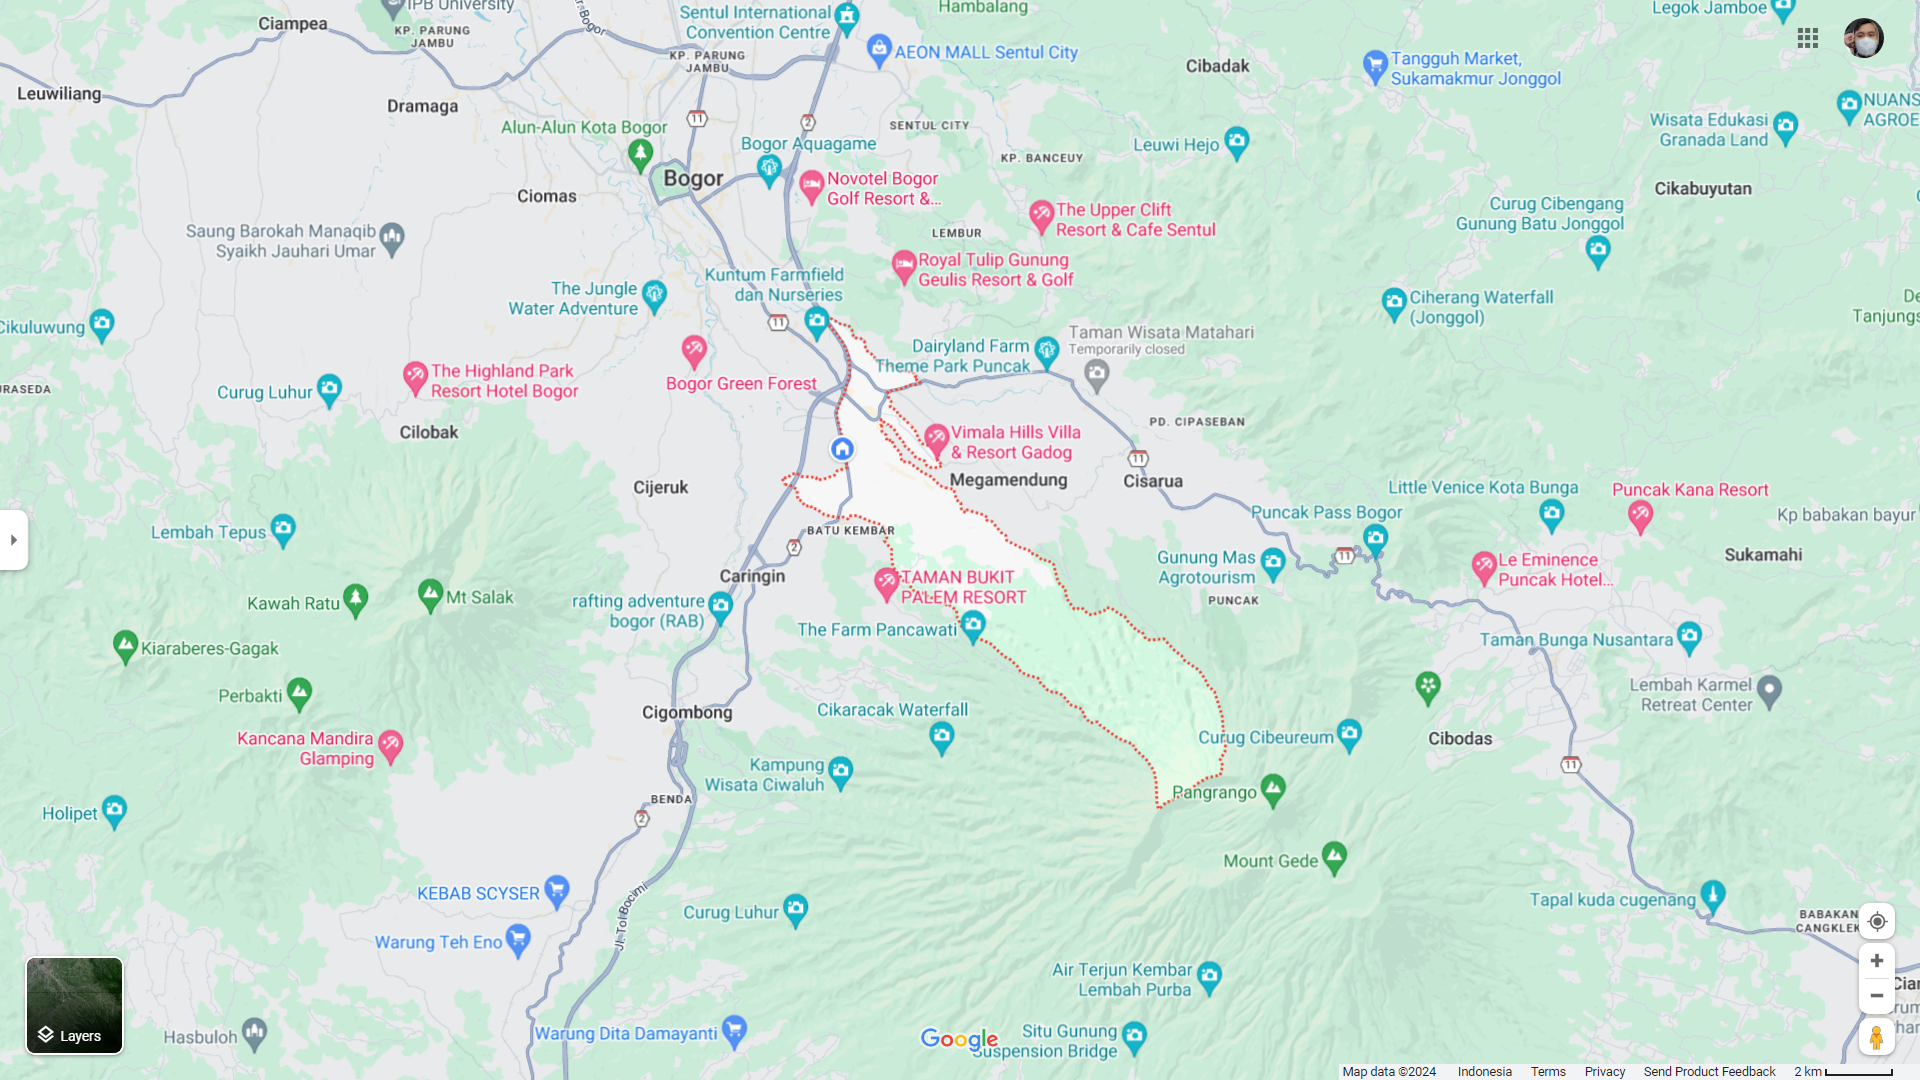 Ciampea
IPB University
KP. PARUNG
JAMBU
Sentul International
Convention Centre
Hambalang
Legok Jamboe
KP. PARUNG
JAMBU
AEON MALL Sentul City
Cibadak
Tangguh Market,
Sukamakmur Jonggol
Leuwiliang
Dramaga
NUANS
AGROE
11
2
Alun-Alun Kota Bogor
SENTUL CITY
Wisata Edukasi
Granada Land
Bogor Aquagame
Leuwi Hejo
KP. BANCEUY
Bogor
Novotel Bogor
Golf Resort &...
Ciomas
Cikabuyutan
Curug Cibengang
Gunung Batu Jonggol
The Upper Clift
Resort & Cafe Sentul
Saung Barokah Manaqib
Syaikh Jauhari Umar
LEMBUR
Royal Tulip Gunung
Geulis Resort & Golf
Kuntum Farmfield
dan Nurseries
The Jungle
Water Adventure
Ciherang Waterfall
(Jonggol)
De
Tanjungs
Cikuluwung
11
Taman Wisata Matahari
Temporarily closed
Dairyland Farm
Theme Park Puncak
The Highland Park
Resort Hotel Bogor
Bogor Green Forest
URASEDA
Curug Luhur
Cilobak
PD. CIPASEBAN
Vimala Hills Villa
& Resort Gadog
11
Megamendung
Cisarua
Cijeruk
Little Venice Kota Bunga
Puncak Kana Resort
Puncak Pass Bogor
Kp babakan bayur
Lembah Tepus
BATU KEMBAR
2
11
Sukamahi
Gunung Mas
Agrotourism
Le Eminence
Puncak Hotel...
Caringin
TAMAN BUKIT
PALEM RESORT
Kawah Ratu
Mt Salak
rafting adventure
bogor (RAB)
PUNCAK
The Farm Pancawati
Taman Bunga Nusantara
Kiaraberes-Gagak
Perbakti
Lembah Karmel
Retreat Center
Cigombong
Cikaracak Waterfall
Curug Cibeureum
Cibodas
Kancana Mandira
Glamping
11
Kampung
Wisata Ciwaluh
Pangrango
BENDA
Holipet
2
Mount Gede
KEBAB SCYSER
Jl. Tol Bocimi
Tapal kuda cugenang
Curug Luhur
BABAKAN
CANGKLEK
Warung Teh Eno
Air Terjun Kembar
Lembah Purba
Cian
Layers
Hasbuloh
Warung Dita Damayanti
Google
Situ Gunung
Suspension Bridge
Map data ©2024 Indonesia Terms Privacy Send Product Feedback 2 km